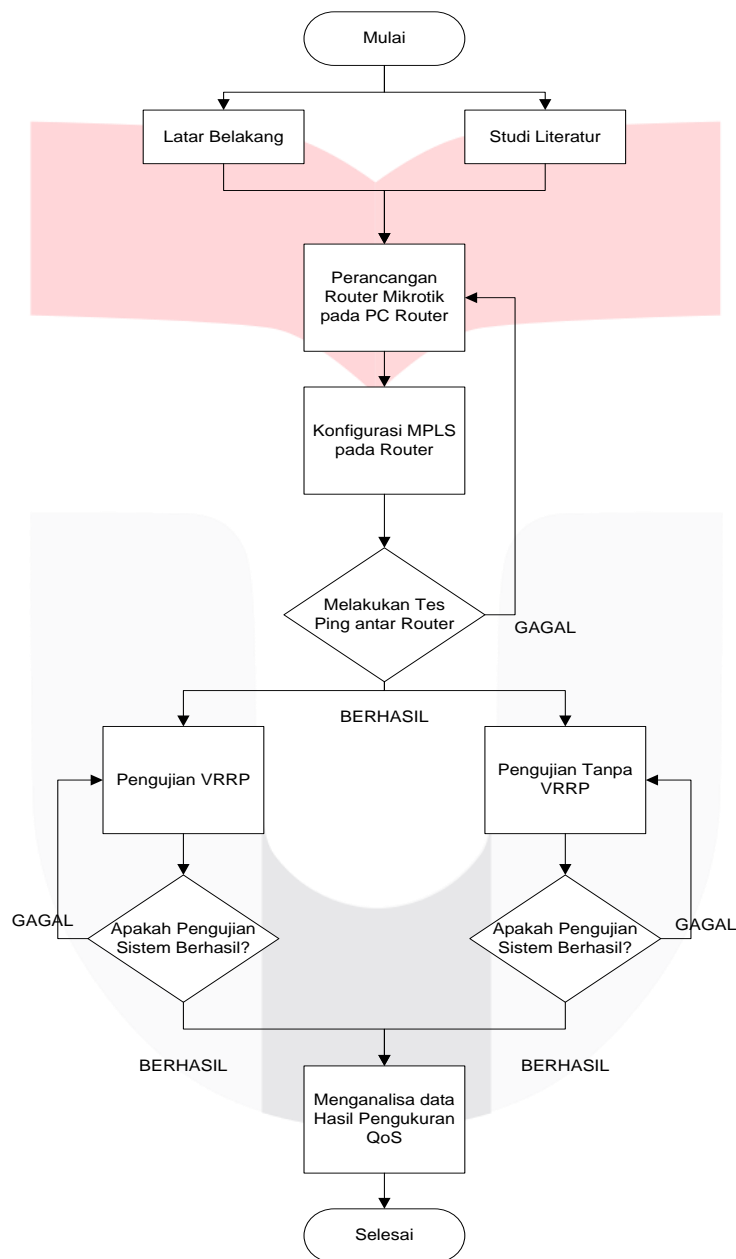 Mulai
Latar Belakang
Studi Literatur
Perancangan
Router Mikrotik
pada PC Router
Konfigurasi MPLS
pada Router
Melakukan Tes
Ping antar Router
GAGAL
BERHASIL
Pengujian VRRP
Pengujian Tanpa
VRRP
GAGAL
Apakah Pengujian
Sistem Berhasil?
Apakah Pengujian
Sistem Berhasil?
GAGAL
BERHASIL
BERHASIL
Menganalisa data
Hasil Pengukuran
QoS
Selesai